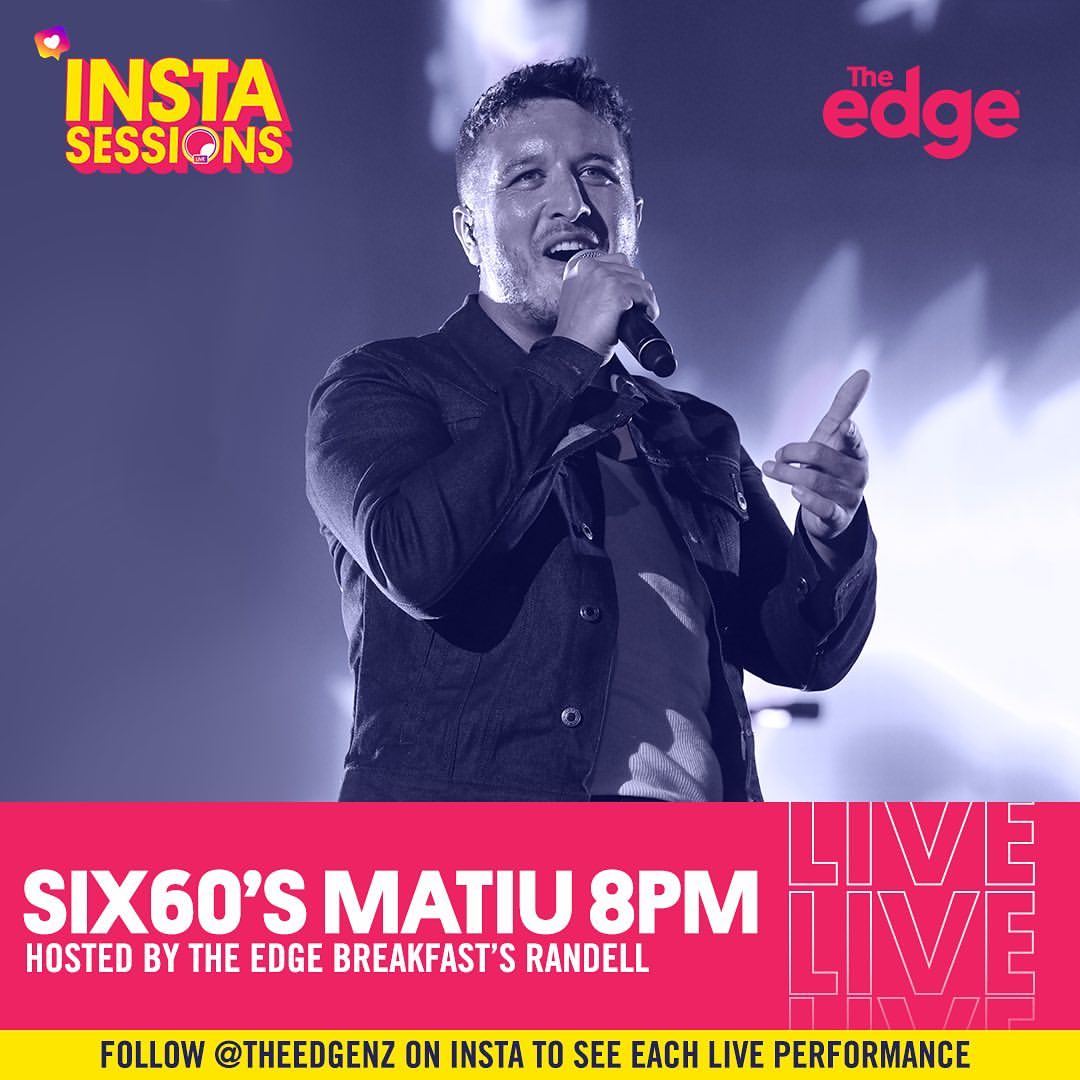 INSTA
SESSIONS
LIVE
The
edge
SIX60'S MATIU 8PM
HOSTED BY THE EDGE BREAKFAST'S RANDELL
LIVE
LIVE
LIVE
FOLLOW @THEEDGENZ ON INSTA TO SEE EACH LIVE PERFORMANCE